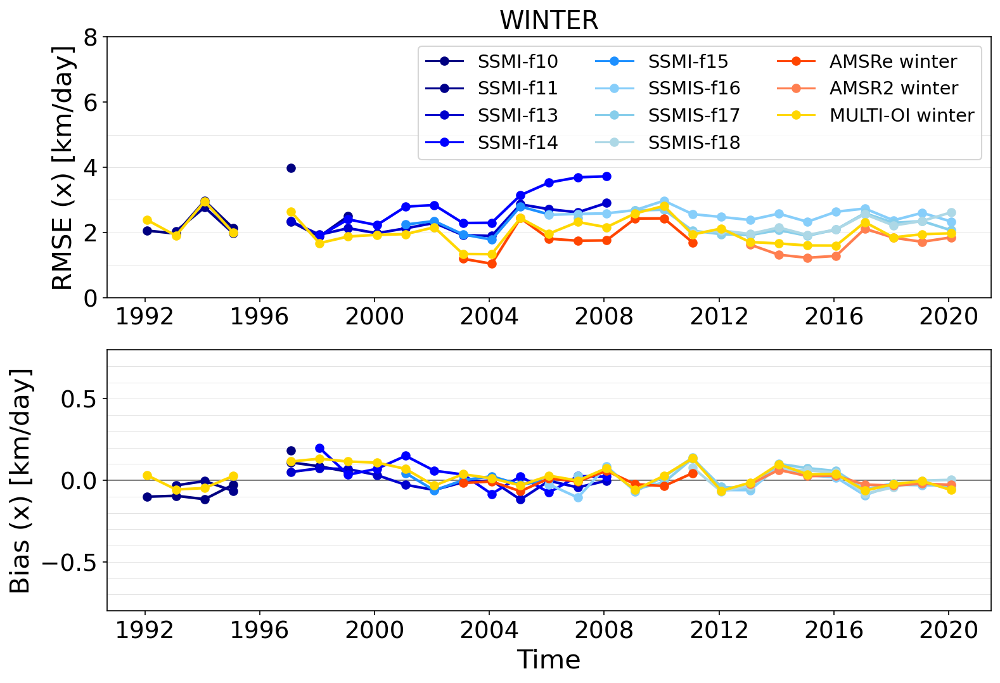 WINTER
RMSE (x) [km/day]
8
6
4
2
0
SSMI-f10
SSMI-f11
SSMI-f13
SSMI-f14
SSMI-f15
SSMIS-f16
SSMIS-f17
SSMIS-f18
AMSRe winter
AMSR2 winter
MULTI-OI winter
1992 1996 2000 2004 2008 2012 2016 2020
Bias (x) [km/day]
0.5
0.0
−0.5
1992 1996 2000 2004 2008 2012 2016 2020
Time